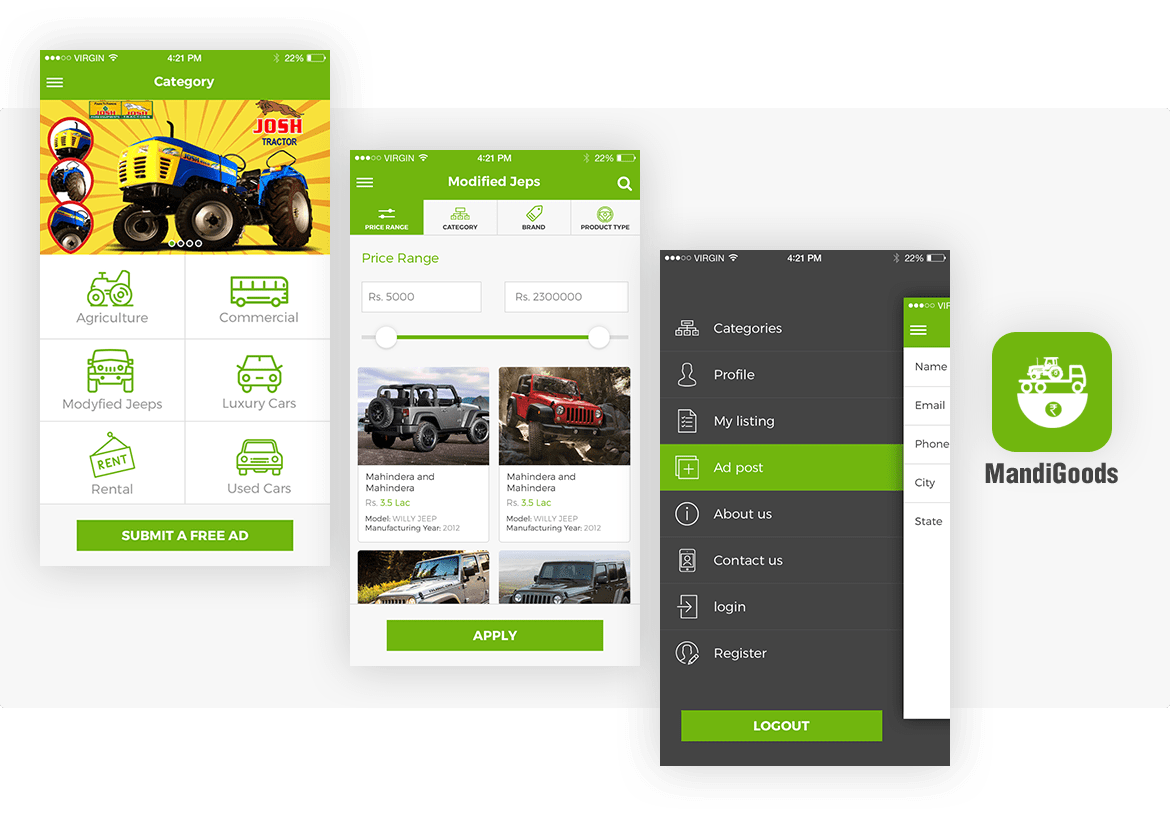 VIRGIN 4:21 PM 22%
Category
JOSH JOSH
JOSH
TRACTOR
Agriculture Commercial
Modyfied Jeeps Luxury Cars
RENT
Rental Used Cars
SUBMIT A FREE AD
VIRGIN 4:21 PM 22%
Modified Jeps
PRICE RANGE CATEGORY BRAND PRODUCT TYPE
Price Range
Rs. 5000 Rs. 2300000
Mahindera and Mahindera and
Mahindera Mahindera
Rs. 3.5 Lac Rs. 3.5 Lac
Model: WILLY JEEP Model: WILLY JEEP
Manufacturing Year: 2012 Manufacturing Year: 2012
APPLY
VIRGIN 4:21 PM 22%
Categories
Profile
My listing
Ad post
About us
Contact us
login
Register
LOGOUT
VIF
Name
Email
Phone
City
State
₹
MandiGoods